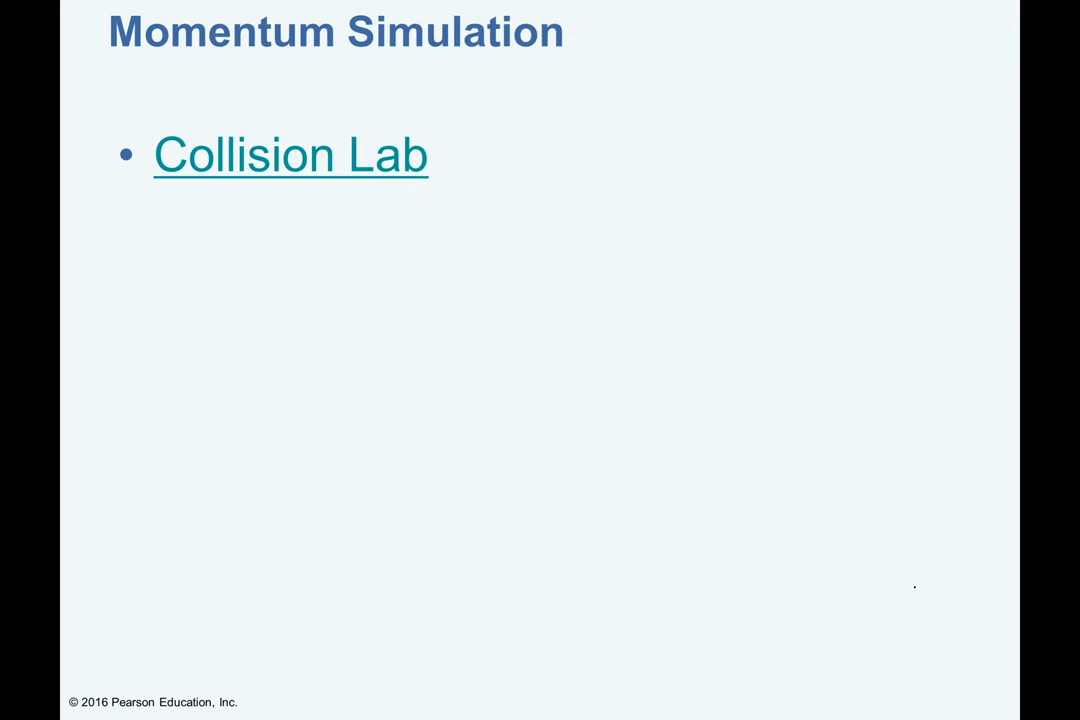 Momentum Simulation
• Collision Lab
© 2016 Pearson Education, Inc.